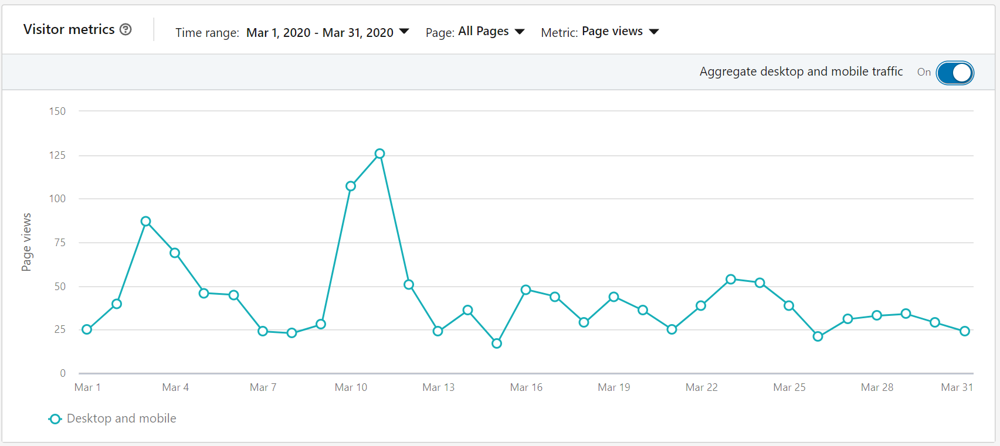 Visitor metrics ? Time range: Mar 1, 2020 - Mar 31, 2020 Page: All Pages Metric: Page views
Aggregate desktop and mobile traffic On
150
125
100
75
50
25
0
Page views
Mar 1 Mar 4 Mar 7 Mar 10 Mar 13 Mar 16 Mar 19 Mar 22 Mar 25 Mar 28 Mar 31
Desktop and mobile